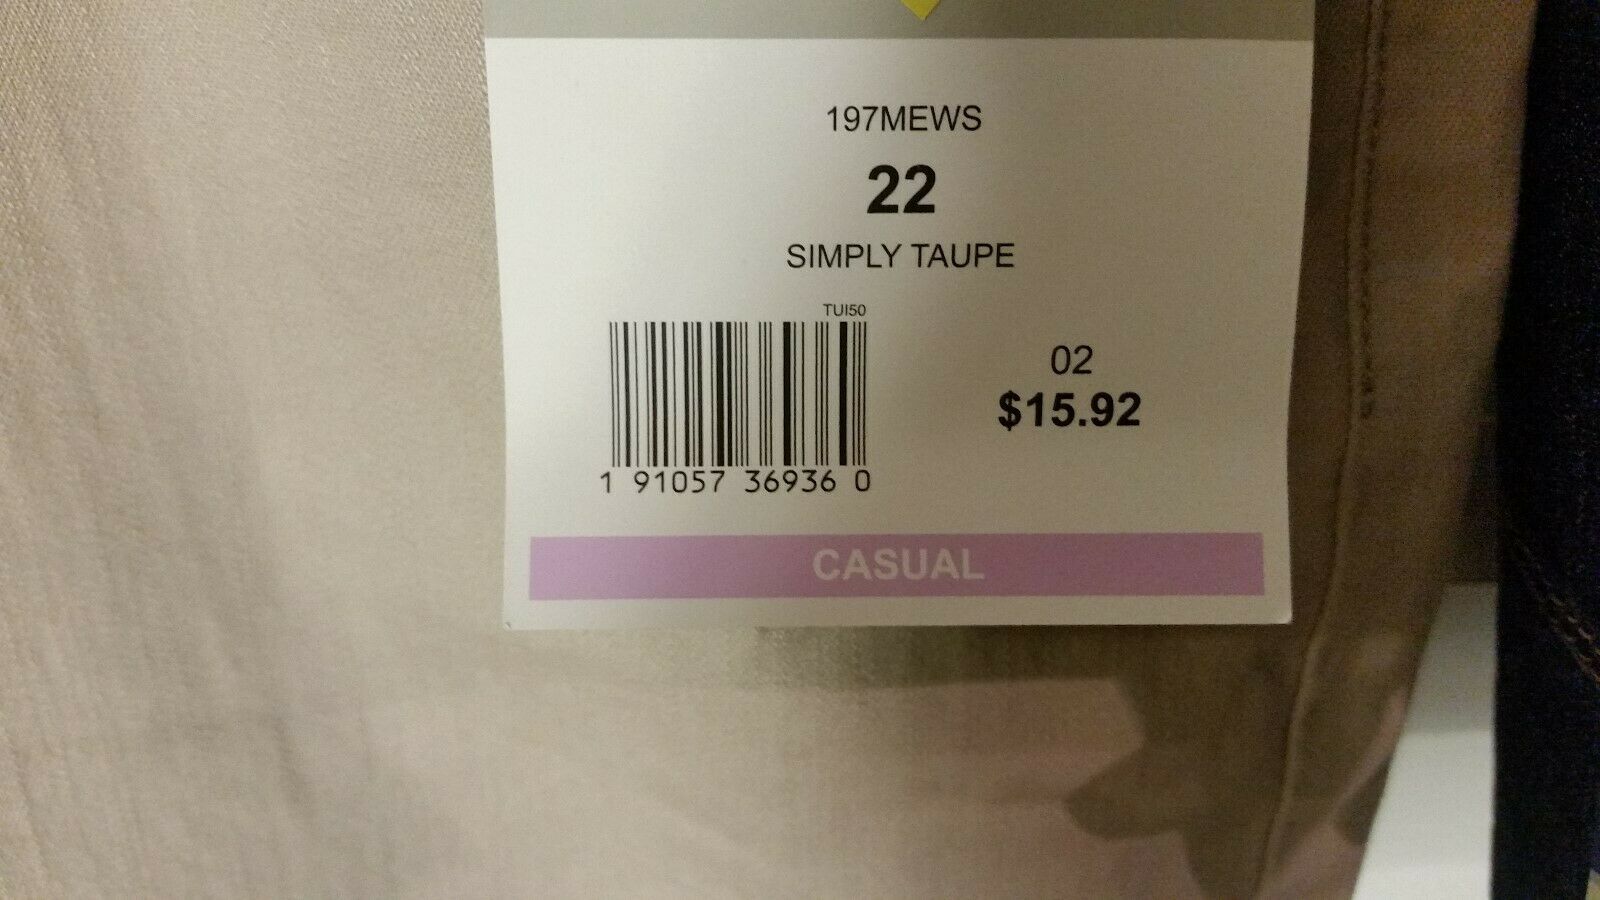 197MEWS
22
SIMPLY TAUPE
TUI50
02
$15.92
1 91057 36936 0
CASUAL